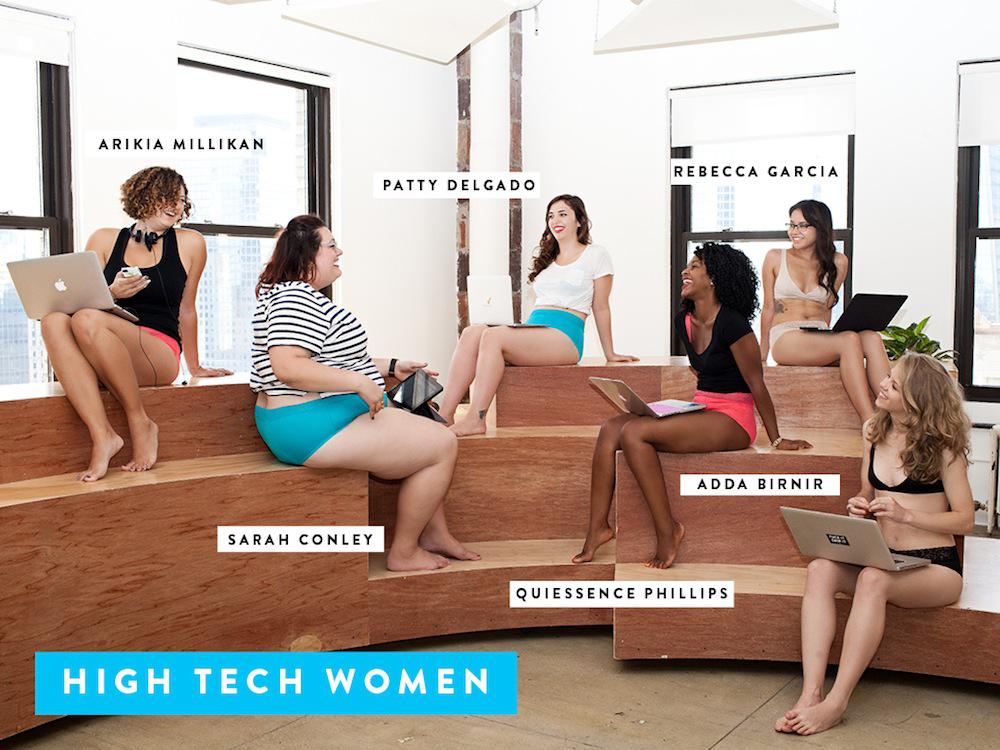 ARIKIA MILLIKAN
PATTY DELGADO
REBECCA GARCIA
ADDA BIRNIR
SARAH CONLEY
QUIESSENCE PHILLIPS
HIGH TECH WOMEN